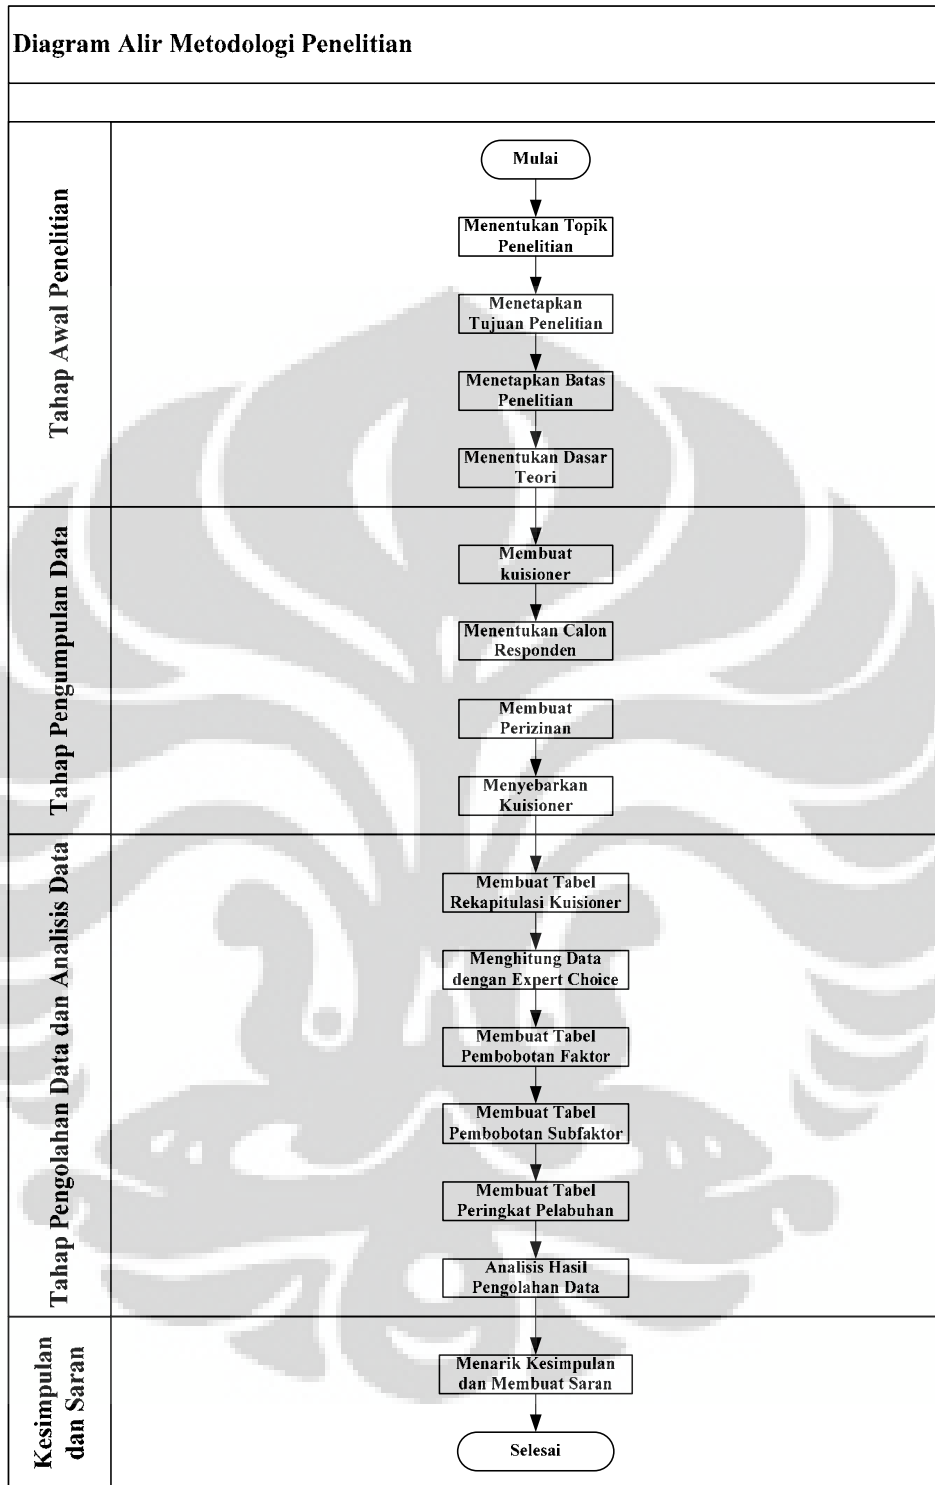 Diagram Alir Metodologi Penelitian
Tahap Awal Penelitian
Mulai
Menentukan Topik
Penelitian
Menetapkan
Tujuan Penelitian
Menetapkan Batas
Penelitian
Menentukan Dasar
Teori
Tahap Pengumpulan Data
Membuat
kuisioner
Menentukan Calon
Responden
Membuat
Perizinan
Menyebarkan
Kuisioner
Tahap Pengolahan Data dan Analisis Data
Membuat Tabel
Rekapitulasi Kuisioner
Menghitung Data
dengan Expert Choice
Membuat Tabel
Pembobotan Faktor
Membuat Tabel
Pembobotan Subfaktor
Membuat Tabel
Peringkat Pelabuhan
Analisis Hasil
Pengolahan Data
Kesimpulan
dan Saran
Menarik Kesimpulan
dan Membuat Saran
Selesai